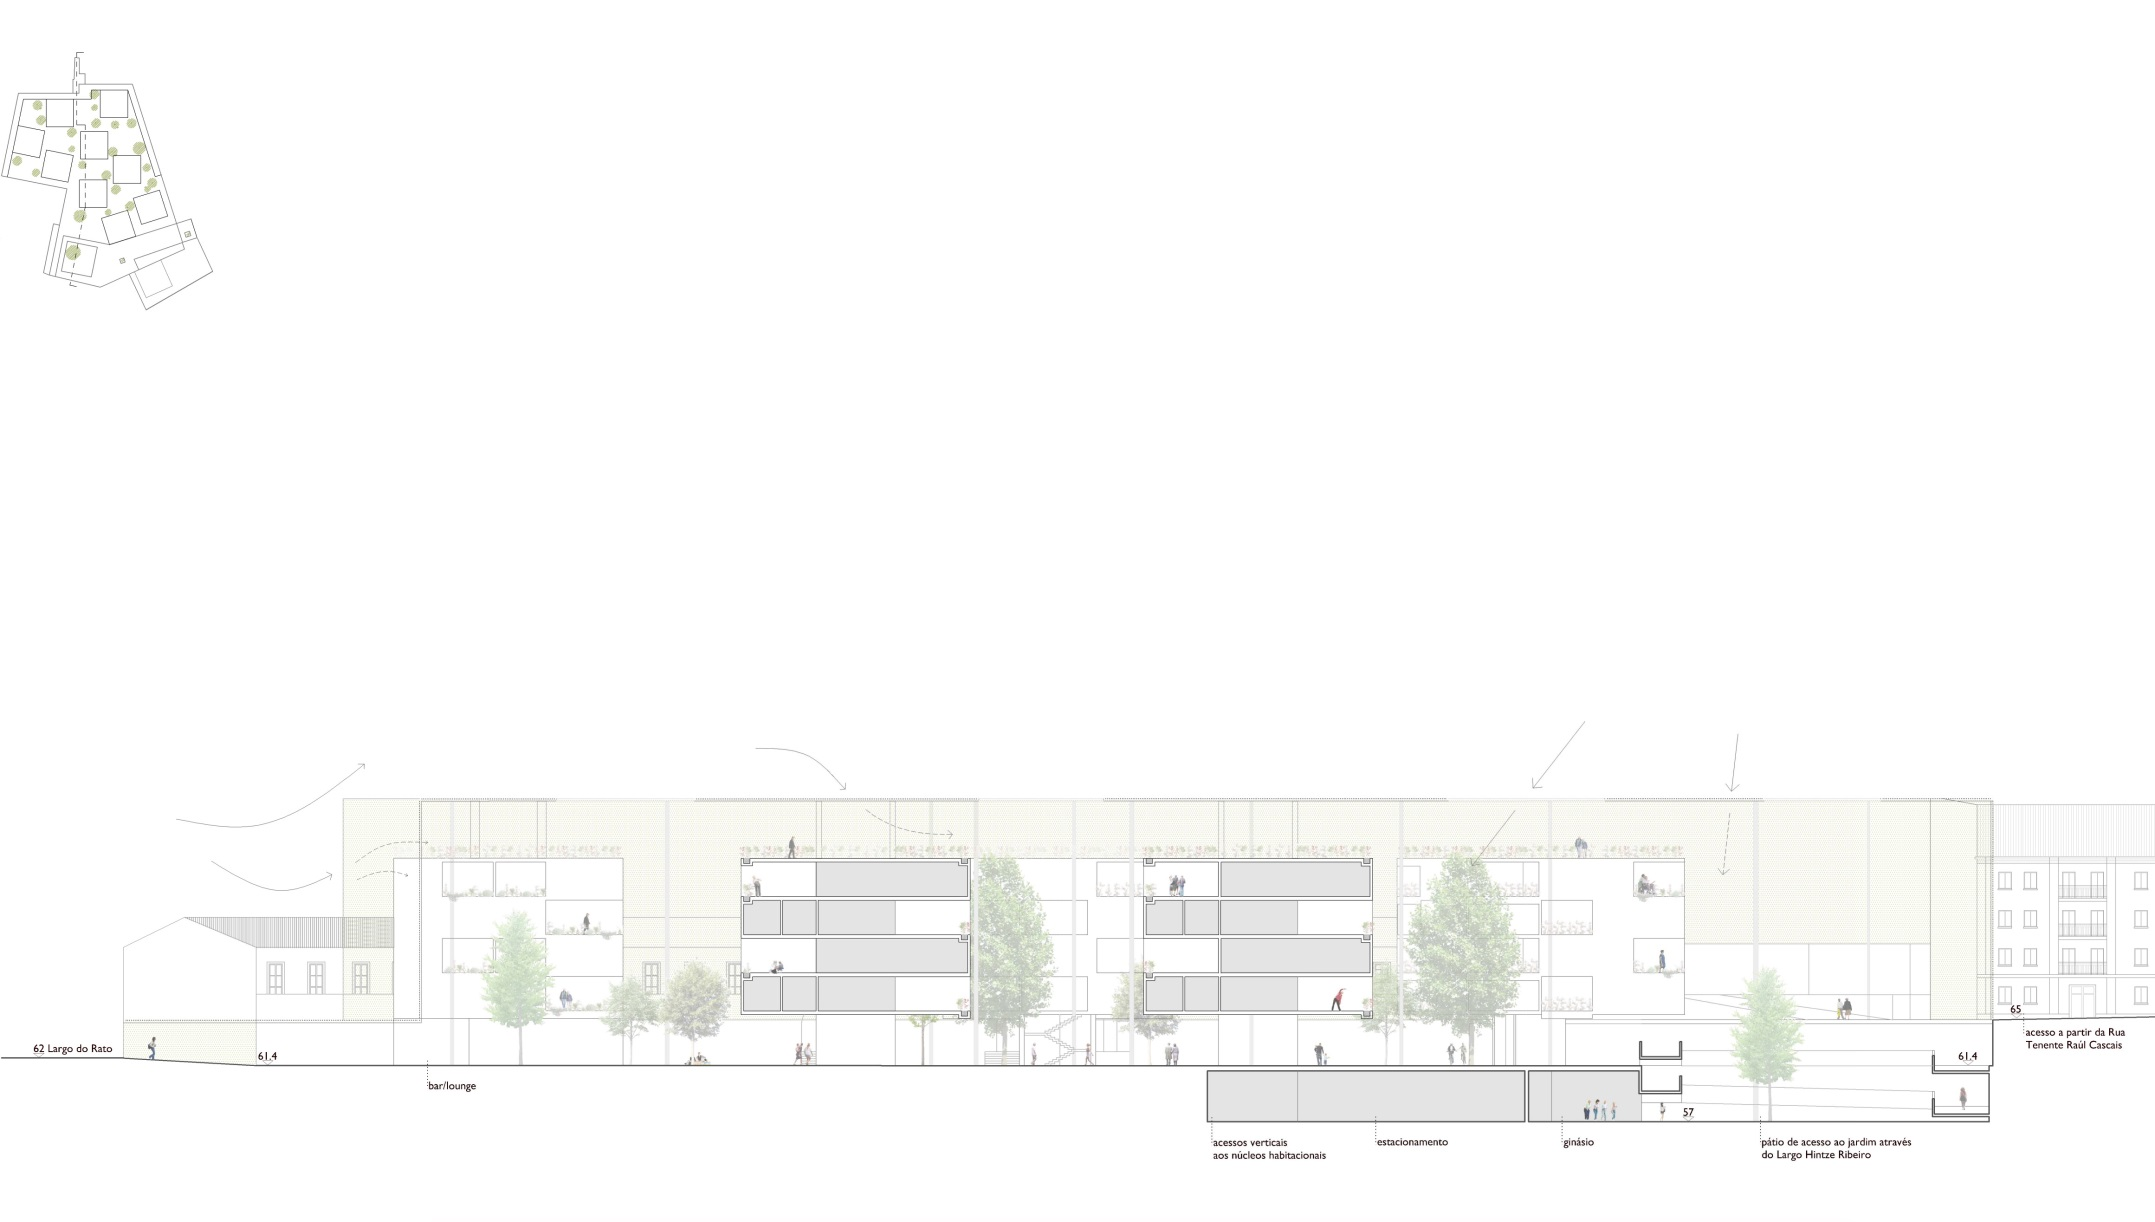 65
acesso a partir da Rua
Tenente Raúl Cascais
62 Largo do Rato
61.4
61.4
bar/lounge
57
acessos verticais
aos núcleos habitacionais
estacionamento
ginásio
pátio de acesso ao jardim através
do Largo Hintze Ribeiro